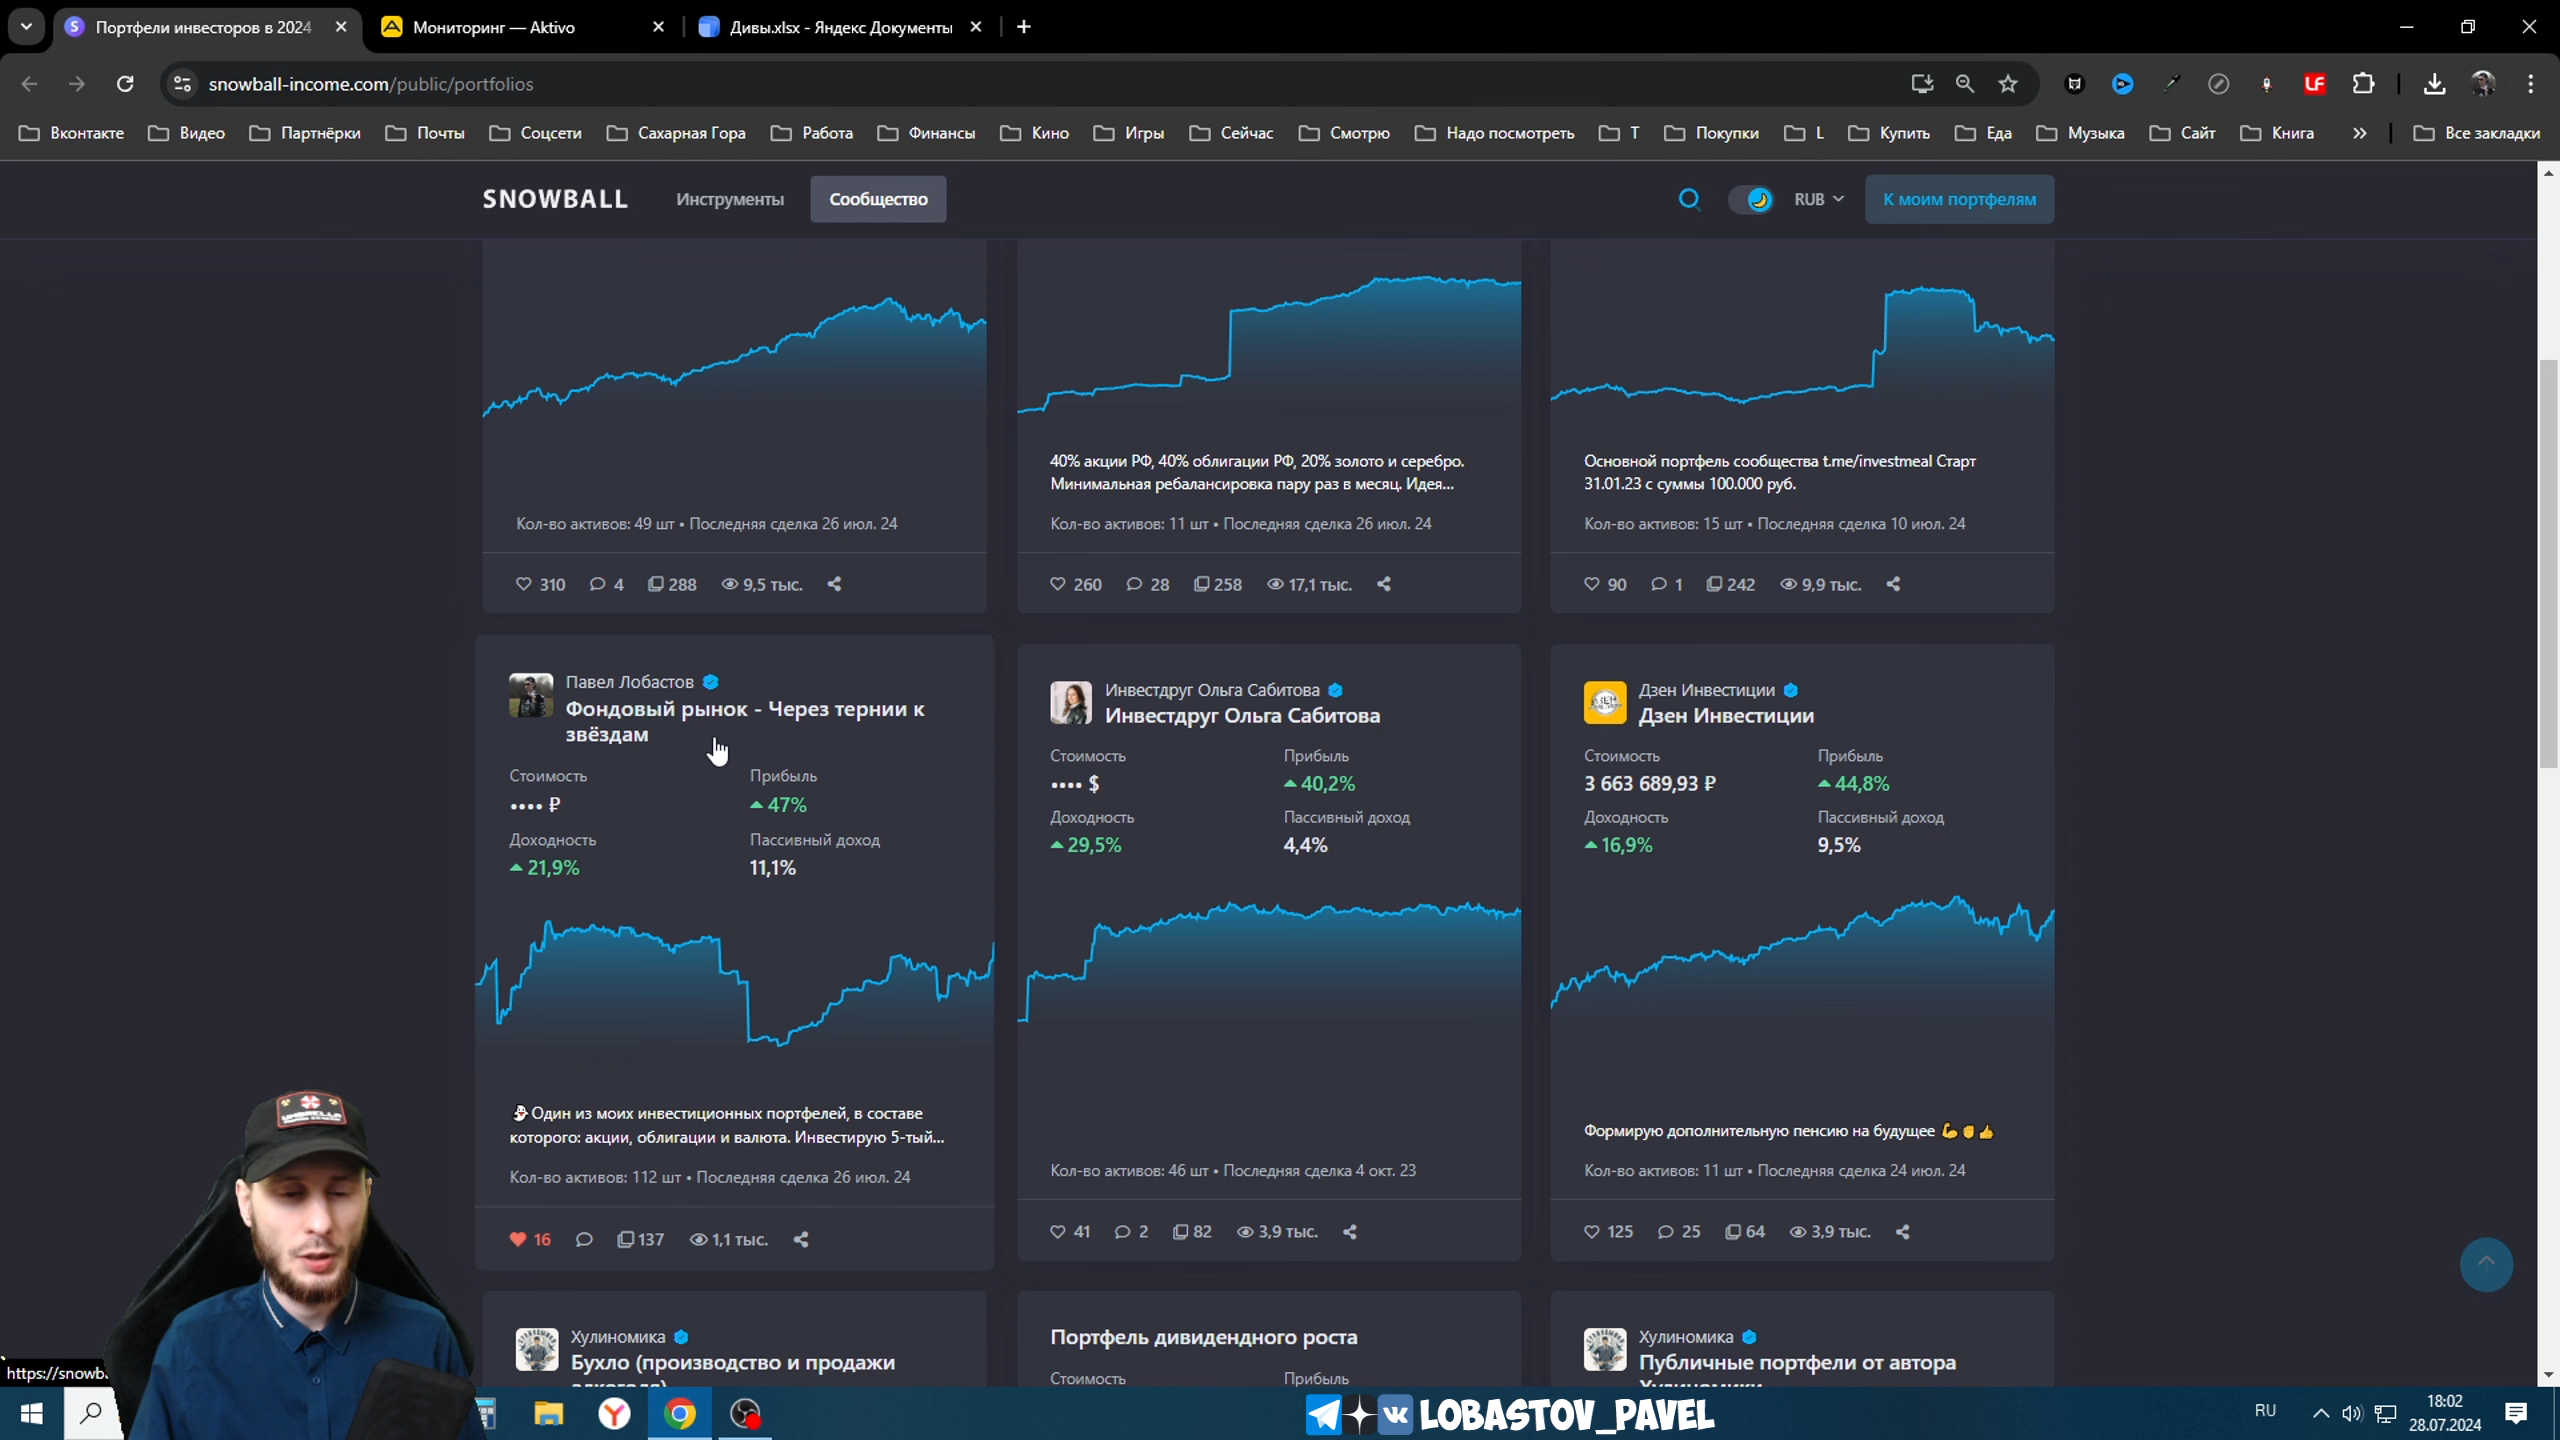 Портфели инвесторов в 2024
Мониторинг — Aktivo
Дивы.xlsx - Яндекс Документы
snowball-income.com/public/portfolios
LF
Вконтакте
Видео
Партнёрки
Почты
Соцсети
Сахарная Гора
Работа
Финансы
Кино
Игры
Сейчас
Смотрю
Надо посмотреть
T
Покупки
L
Купить
Еда
Музыка
Сайт
Книга
Все закладки
SNOWBALL
Инструменты
Сообщество
RUB
К моим портфелям
Кол-во активов: 49 шт • Последняя сделка 26 июл. 24
310 4 288 9,5 тыс.
40% акции РФ, 40% облигации РФ, 20% золото и серебро.
Минимальная ребалансировка пару раз в месяц. Идея...
Кол-во активов: 11 шт • Последняя сделка 26 июл. 24
260 28 258 17,1 тыс.
Основной портфель сообщества t.me/investmeal Старт
31.01.23 с суммы 100.000 руб.
Кол-во активов: 15 шт • Последняя сделка 10 июл. 24
90 1 242 9,9 тыс.
Павел Лобастов
Фондовый рынок - Через тернии к
звёздам
Стоимость Прибыль
•••• ₽ 47%
Доходность Пассивный доход
21,9% 11,1%
Один из моих инвестиционных портфелей, в составе
которого: акции, облигации и валюта. Инвестирую 5-тый...
Кол-во активов: 112 шт • Последняя сделка 26 июл. 24
16 137 1,1 тыс.
Инвестдруг Ольга Сабитова
Инвестдруг Ольга Сабитова
Стоимость Прибыль
•••• $ 40,2%
Доходность Пассивный доход
29,5% 4,4%
Кол-во активов: 46 шт • Последняя сделка 4 окт. 23
41 2 82 3,9 тыс.
Дзен Инвестиции
Дзен Инвестиции
Стоимость Прибыль
3 663 689,93 ₽ 44,8%
Доходность Пассивный доход
16,9% 9,5%
Формирую дополнительную пенсию на будущее
Кол-во активов: 11 шт • Последняя сделка 24 июл. 24
125 25 64 3,9 тыс.
Хулиномика
Бухло (производство и продажи
алкоголя)
Портфель дивидендного роста
Стоимость Прибыль
Хулиномика
Публичные портфели от автора
Хулиномики
https://snowb
LOBASTOV_PAVEL
RU
18:02
28.07.2024